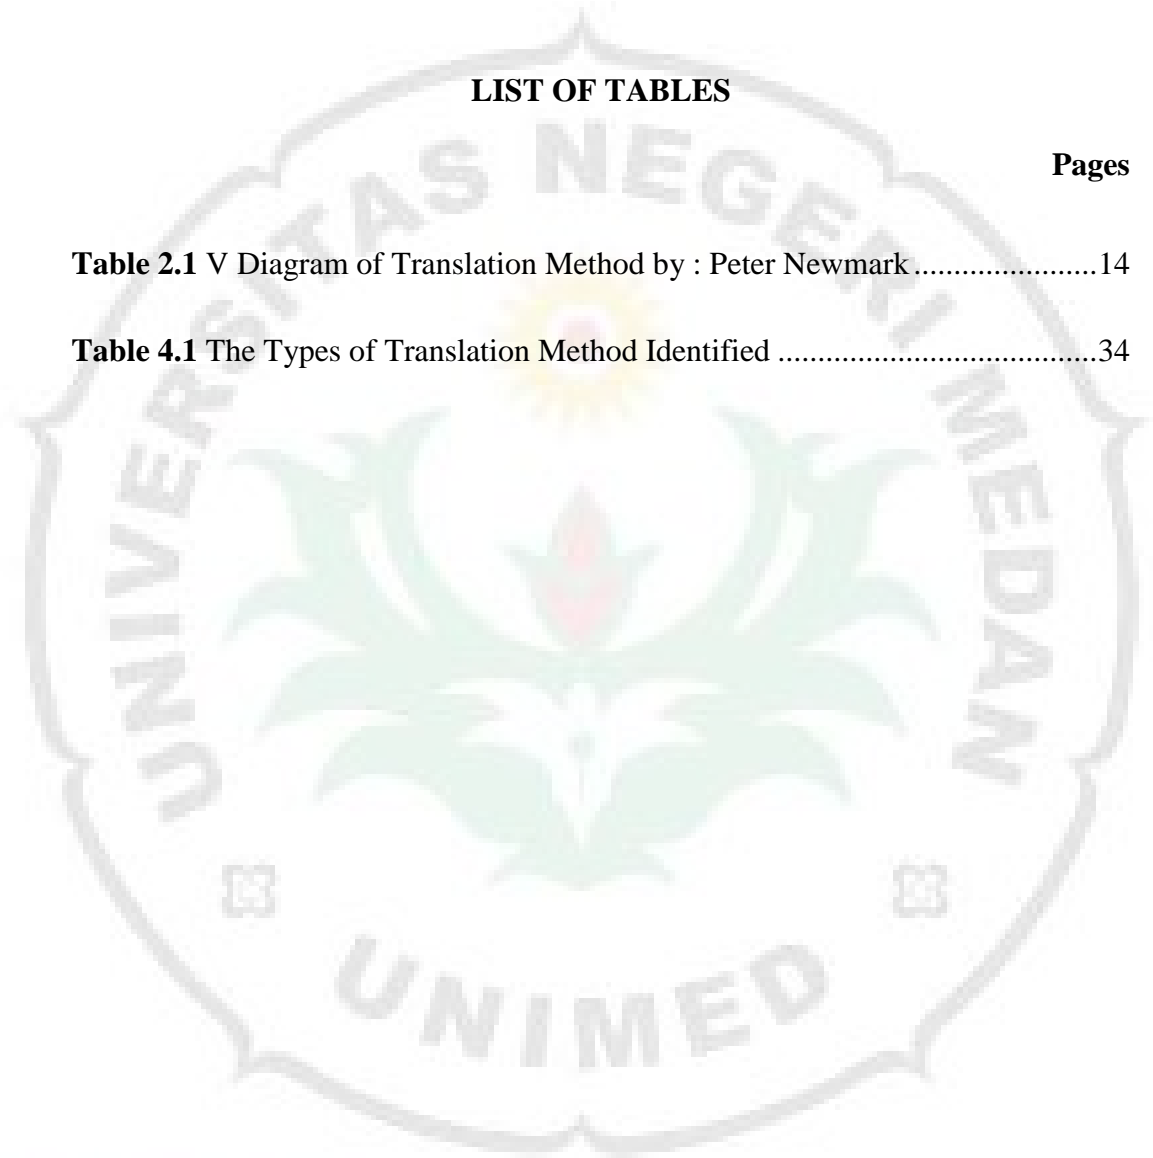 LIST OF TABLES
Pages
Table 2.1 V Diagram of Translation Method by : Peter Newmark.......................14
Table 4.1 The Types of Translation Method Identified ........................................34
UNIVERSITAS NEGERI MEDAN
UNIMED